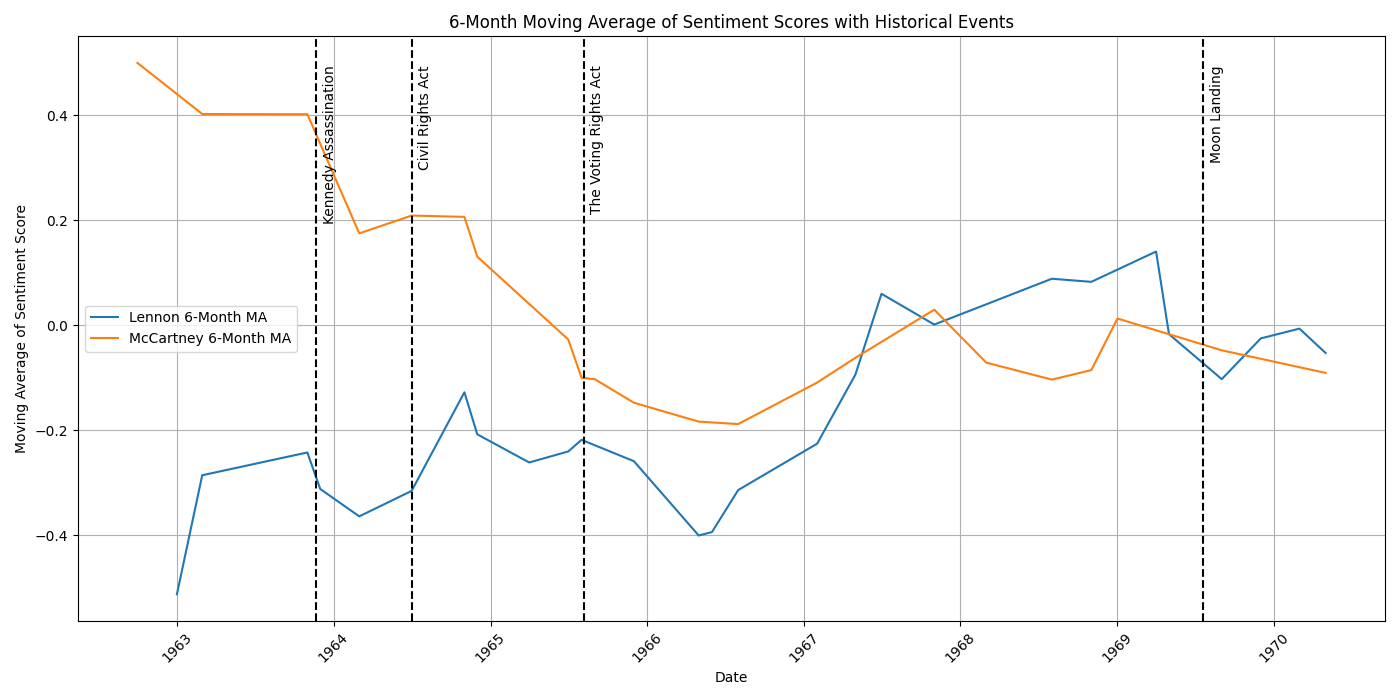 6-Month Moving Average of Sentiment Scores with Historical Events
Moving Average of Sentiment Score
0.4
0.2
0.0
−0.2
−0.4
Kennedy Assassination
Civil Rights Act
The Voting Rights Act
Moon Landing
Lennon 6-Month MA
McCartney 6-Month MA
1963
1964
1965
1966
1967
1968
1969
1970
Date